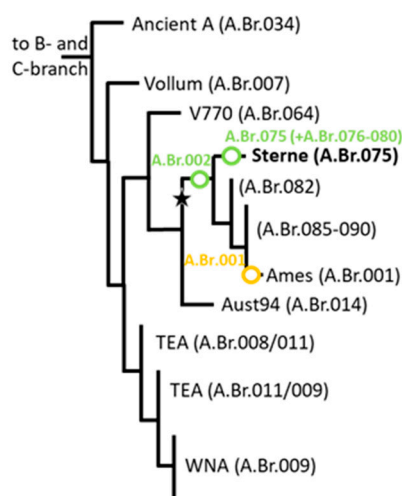 Ancient A (A.Br.034)
to B- and
C-branch
Vollum (A.Br.007)
V770 (A.Br.064)
A.Br.075 (+A.Br.076-080)
A.Br.002
Sterne (A.Br.075)
(A.Br.082)
(A.Br.085-090)
A.Br.001
Ames (A.Br.001)
Aust94 (A.Br.014)
TEA (A.Br.008/011)
TEA (A.Br.011/009)
WNA (A.Br.009)